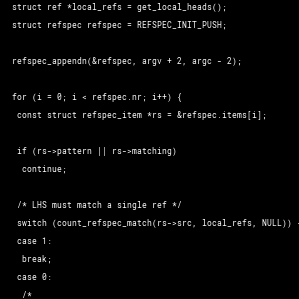 struct ref *local_refs = get_local_heads();
struct refspec refspec = REFSPEC_INIT_PUSH;
refspec_appendn(&refspec, argv + 2, argc - 2);
for (i = 0; i < refspec.nr; i++) {
const struct refspec_item *rs = &refspec.items[i];
if (rs->pattern || rs->matching)
continue;
/* LHS must match a single ref */
switch (count_refspec_match(rs->src, local_refs, NULL))
case 1:
break;
case 0:
/*